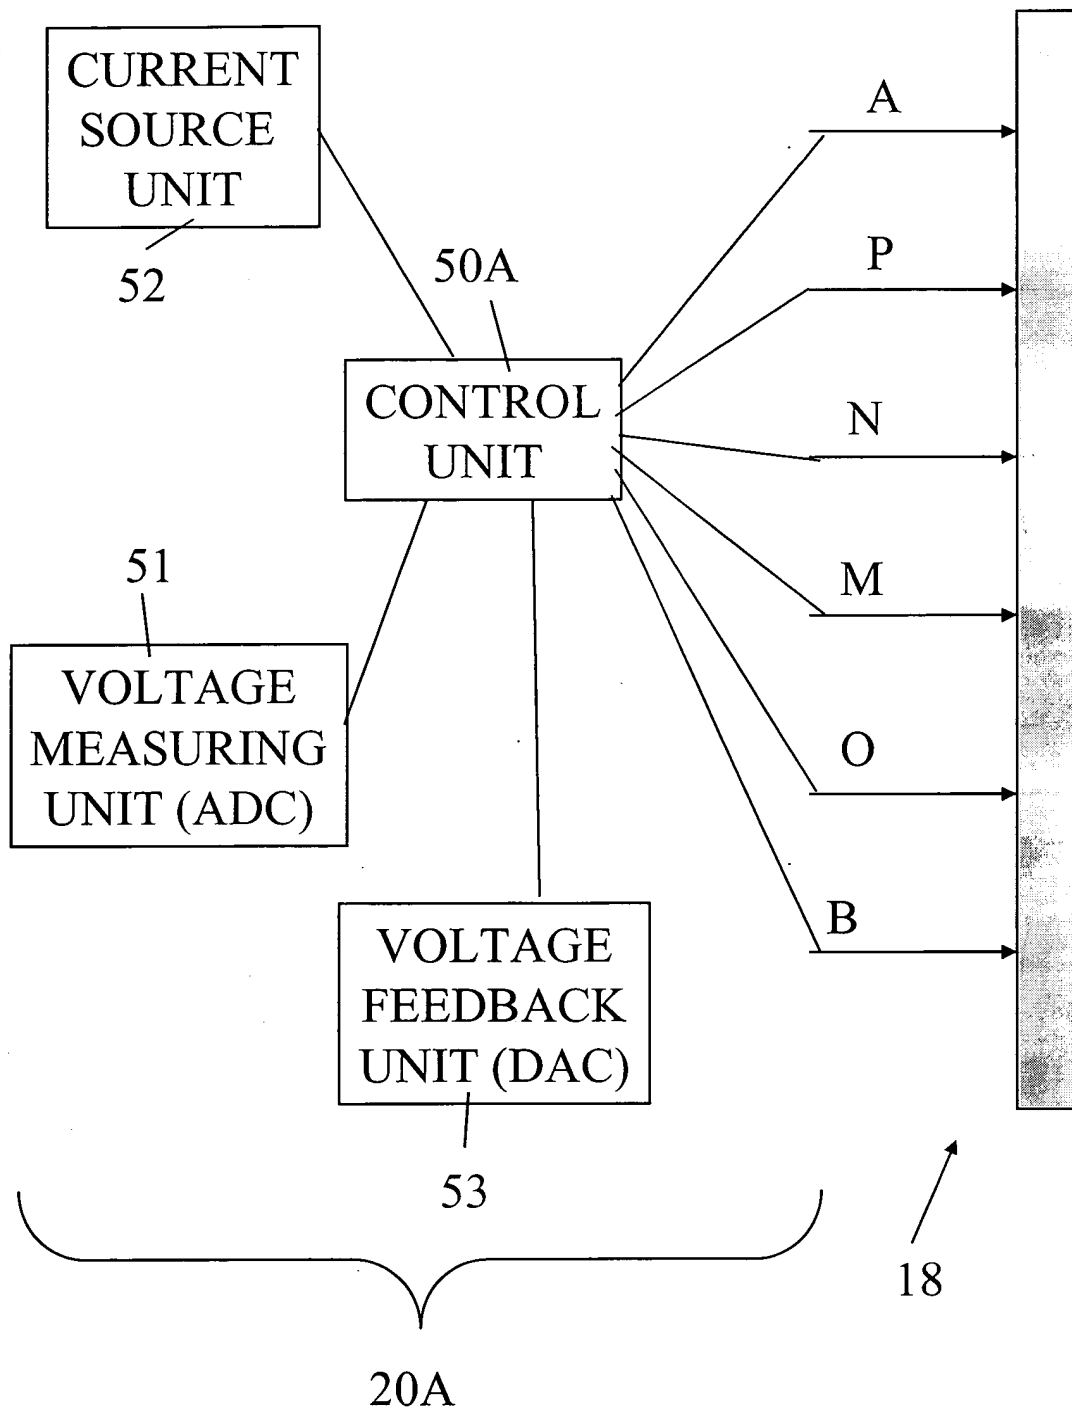 CURRENT
SOURCE
UNIT
52
50A
CONTROL
UNIT
51
VOLTAGE
MEASURING
UNIT (ADC)
VOLTAGE
FEEDBACK
UNIT (DAC)
53
A
P
N
M
O
B
18
20A